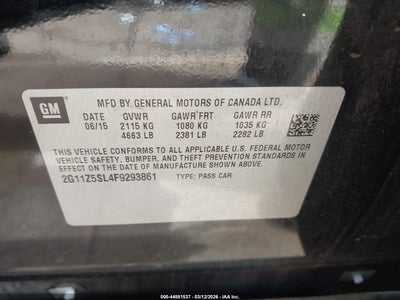 GM
MFD BY GENERAL MOTORS OF CANADA LTD.
DATE GVWR GAWR FRT GAWR RR
06/15 2115 KG 1080 KG 1035 KG
4663 LB 2381 LB 2282 LB
THIS VEHICLE CONFORMS TO ALL APPLICABLE U.S. FEDERAL MOTOR
VEHICLE SAFETY, BUMPER, AND THEFT PREVENTION STANDARDS
IN EFFECT ON THE DATE OF MANUFACTURE SHOWN ABOVE.
2G11Z5SL4F9293861 TYPE: PASS CAR
000-44581537 - 03/12/2026 - IAA, Inc.